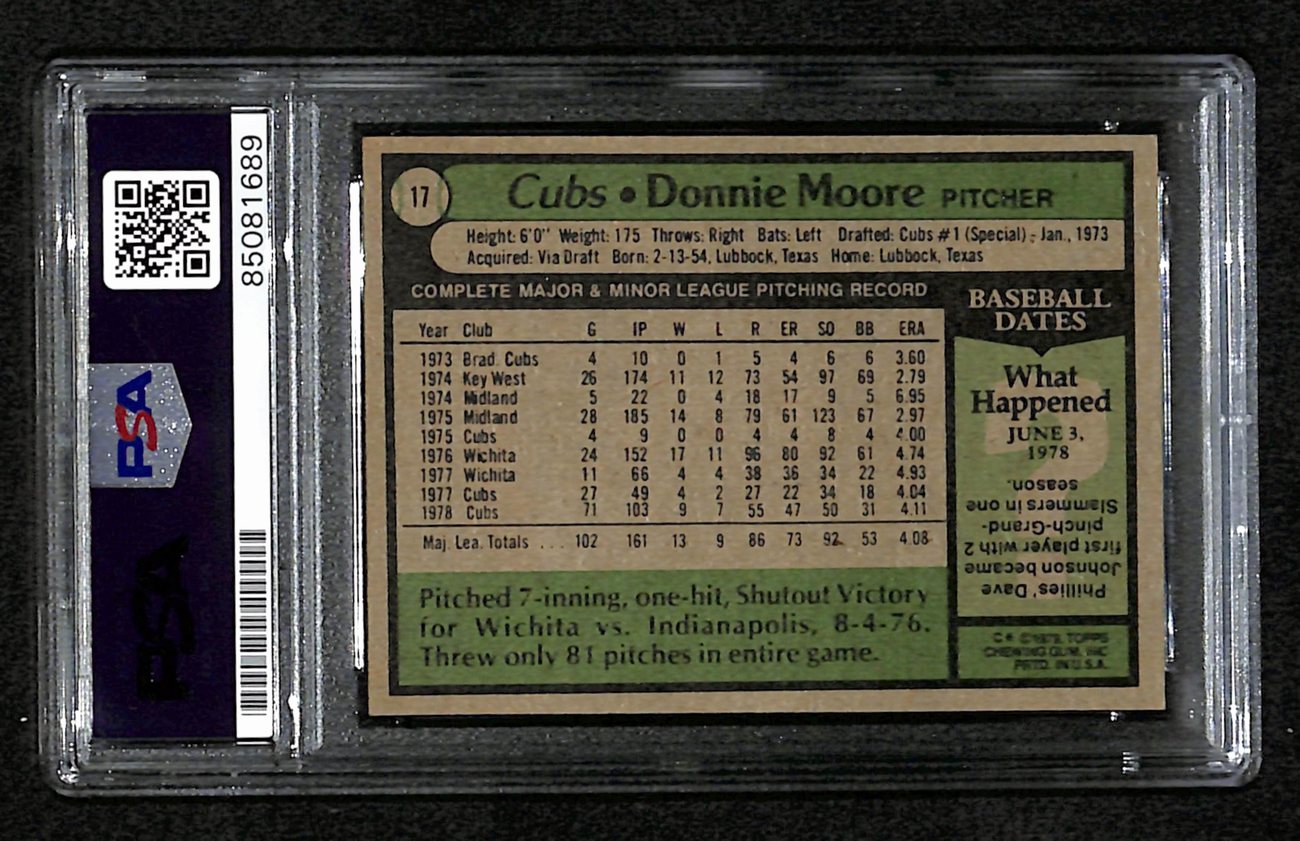 PSA
85081689
PSA
17
Cubs • Donnie Moore PITCHER
Height: 6'0" Weight: 175 Throws: Right Bats: Left Drafted: Cubs #1 (Special) - Jan., 1973
Acquired: Via Draft Born: 2-13-54, Lubbock, Texas Home: Lubbock, Texas
COMPLETE MAJOR & MINOR LEAGUE PITCHING RECORD
Year Club G IP W L R ER SO BB ERA
1973 Brad. Cubs 4 10 0 1 5 4 6 6 3.60
1974 Key West 26 174 11 12 73 54 97 69 2.79
1974 Midland 5 22 0 4 18 17 9 5 6.95
1975 Midland 28 185 14 8 79 61 123 67 2.97
1975 Cubs 4 9 0 0 4 4 8 4 4.00
1976 Wichita 24 152 17 11 96 80 92 61 4.74
1977 Wichita 11 66 4 4 38 36 34 22 4.93
1977 Cubs 27 49 4 2 27 22 34 18 4.04
1978 Cubs 71 103 9 7 55 47 50 31 4.11
Maj. Lea. Totals ... 102 161 13 9 86 73 92 53 4.08
Pitched 7-inning, one-hit, Shutout Victory
for Wichita vs. Indianapolis, 8-4-76.
Threw only 81 pitches in entire game.
BASEBALL
DATES
What
Happened
JUNE 3,
1978
Phillies' Dave
Johnson became
first player with 2
pinch-Grand-
Slammers in one
season.
© 1979 TOPPS
CHEWING GUM, INC
PRTD. IN U.S.A.